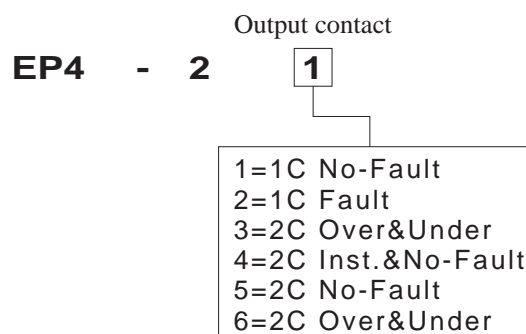 Output contact
EP4 - 2 1
1=1C No-Fault
2=1C Fault
3=2C Over&Under
4=2C Inst.&No-Fault
5=2C No-Fault
6=2C Over&Under